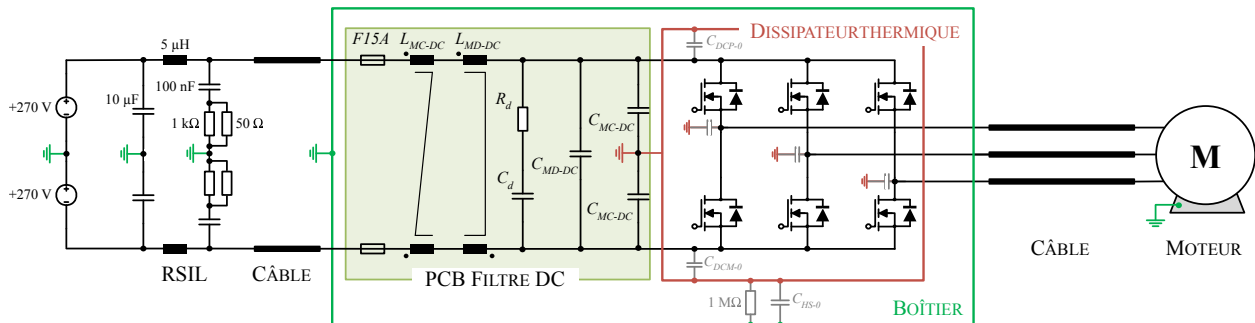 +270 V
+270 V
10 µF
5 µH
100 nF
1 kΩ
50 Ω
RSIL
CÂBLE
F15A
L_MC-DC
L_MD-DC
R_d
C_d
C_MD-DC
C_MC-DC
C_MC-DC
PCB FILTRE DC
DISSIPATEURTHERMIQUE
C_DCP-0
C_DCM-0
1 MΩ
C_HS-0
BOÎTIER
CÂBLE
M
MOTEUR